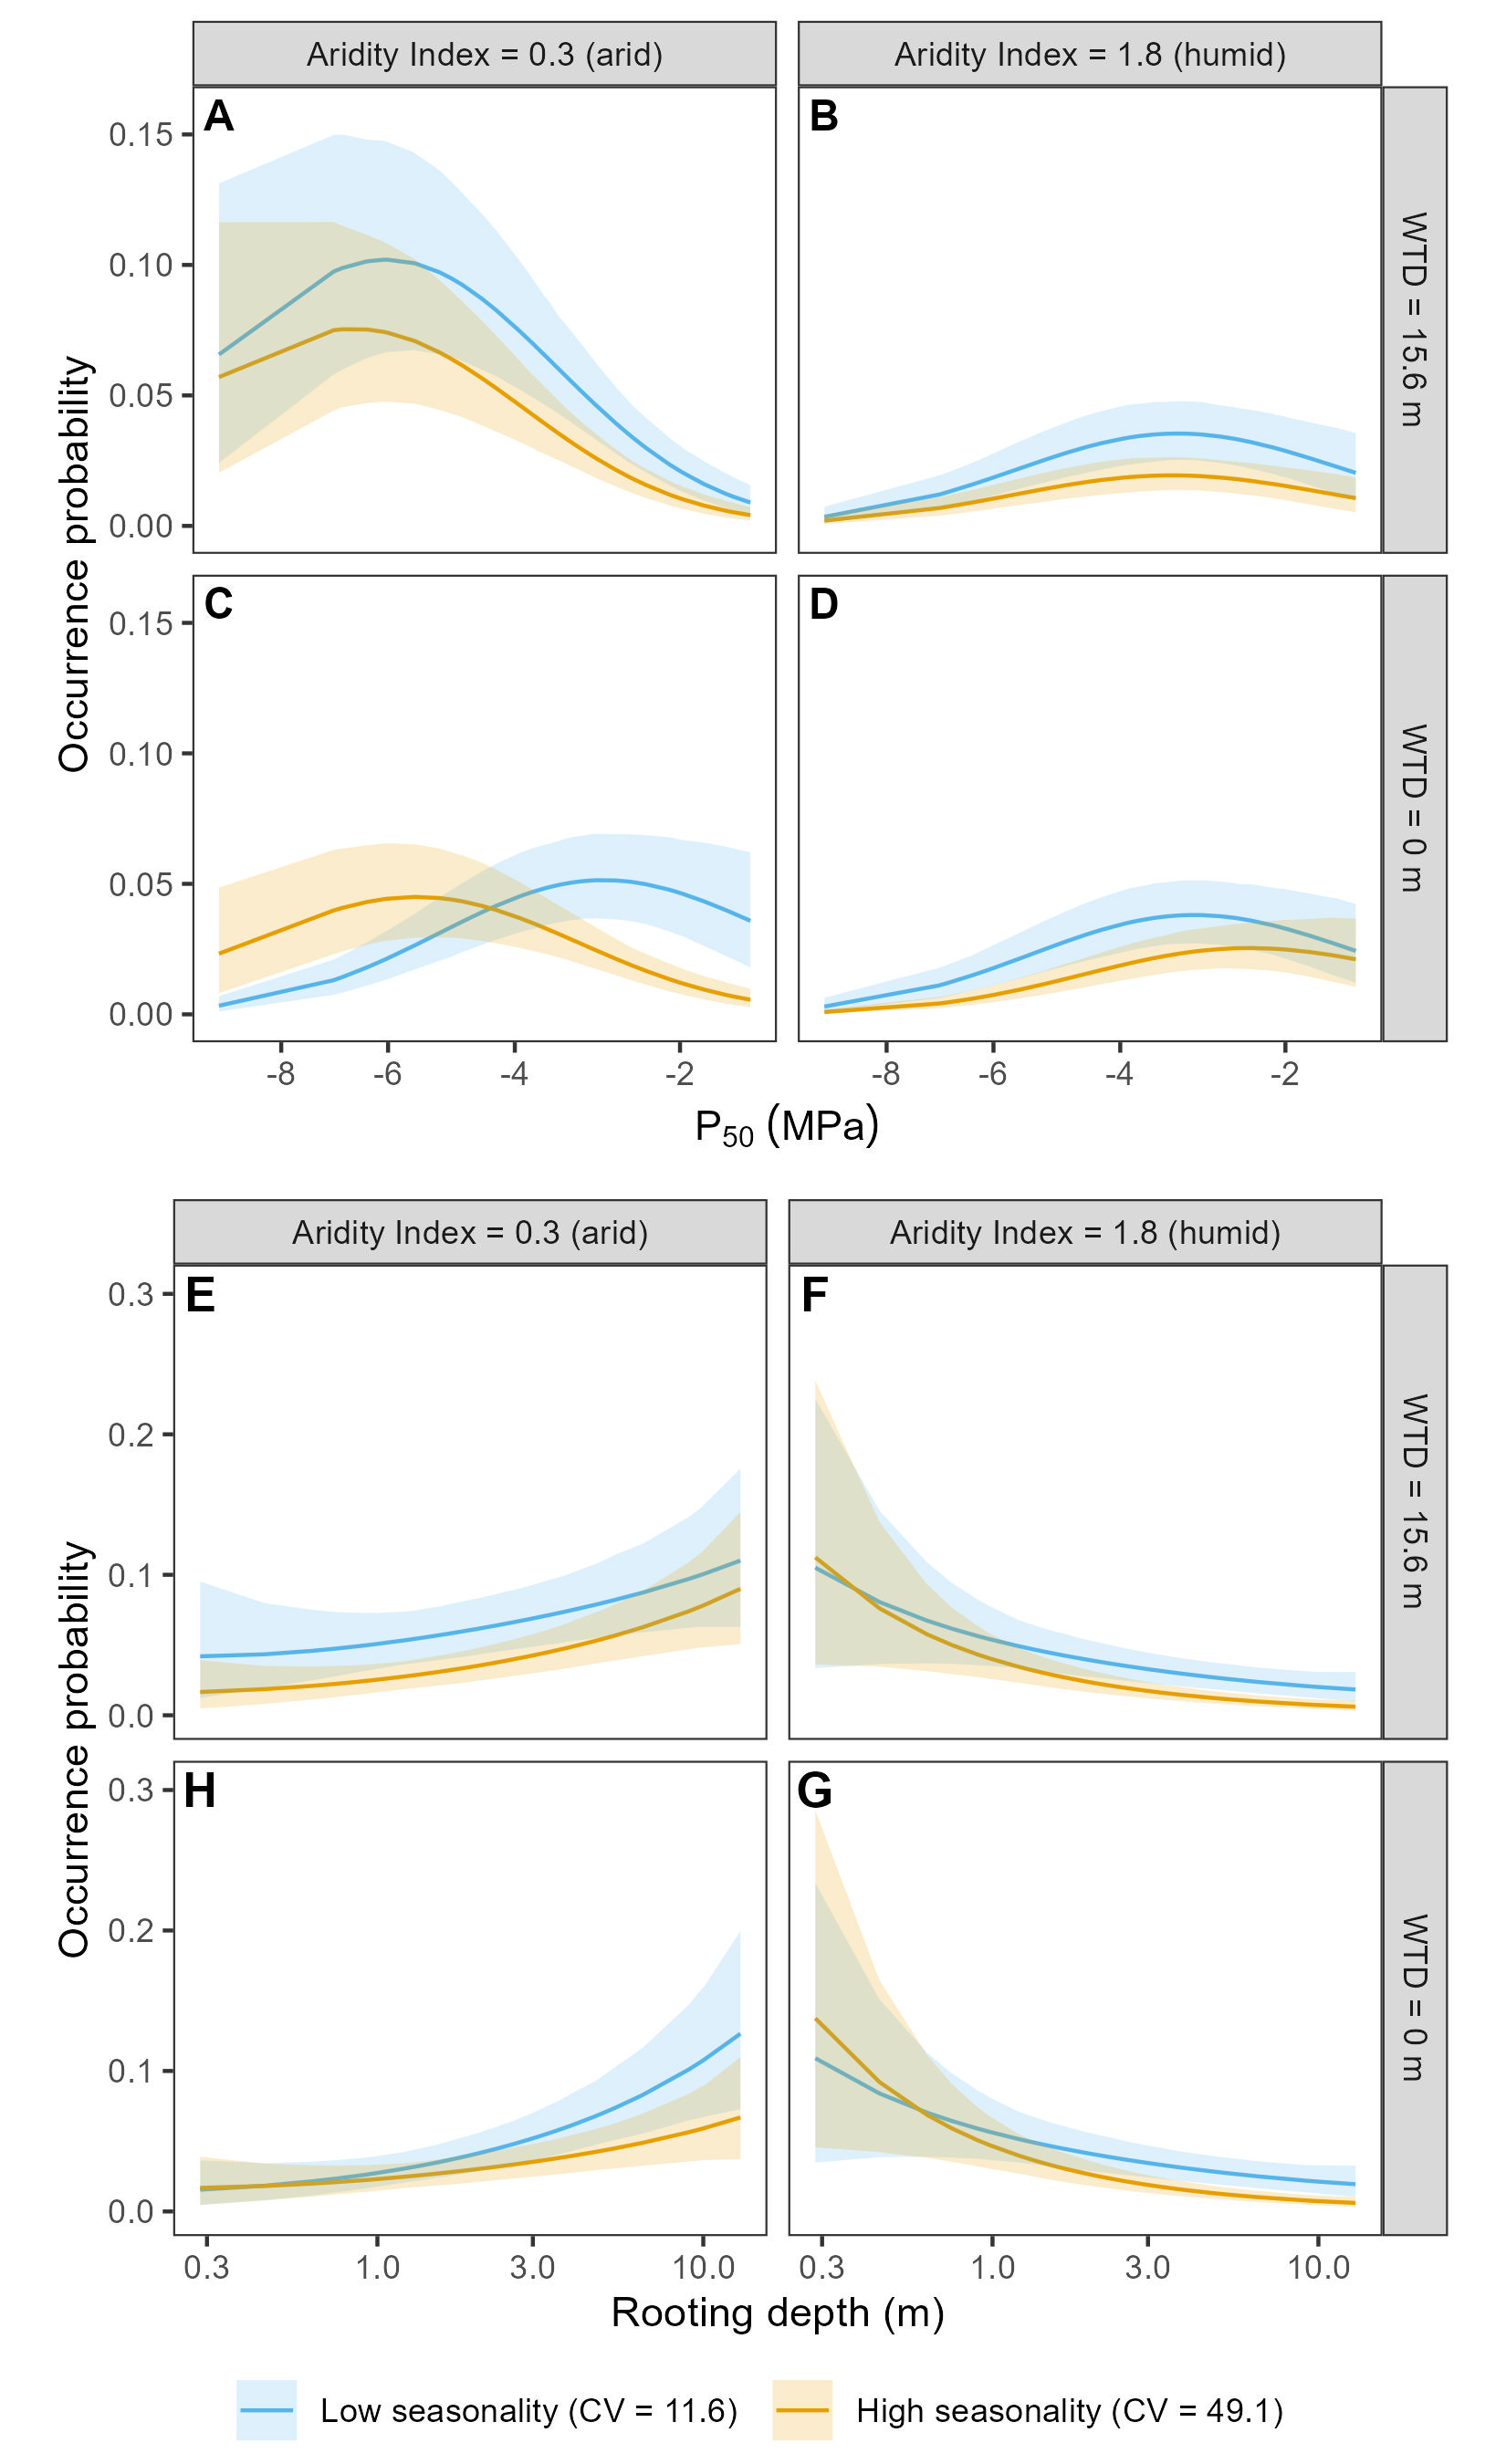 Aridity Index = 0.3 (arid)
Aridity Index = 1.8 (humid)
A
B
0.15
0.10
0.05
0.00
WTD = 15.6 m
C
D
0.15
0.10
0.05
0.00
WTD = 0 m
Occurrence probability
-8
-6
-4
-2
-8
-6
-4
-2
P50 (MPa)
Aridity Index = 0.3 (arid)
Aridity Index = 1.8 (humid)
E
F
0.3
0.2
0.1
0.0
WTD = 15.6 m
H
G
0.3
0.2
0.1
0.0
WTD = 0 m
Occurrence probability
0.3
1.0
3.0
10.0
0.3
1.0
3.0
10.0
Rooting depth (m)
Low seasonality (CV = 11.6)
High seasonality (CV = 49.1)